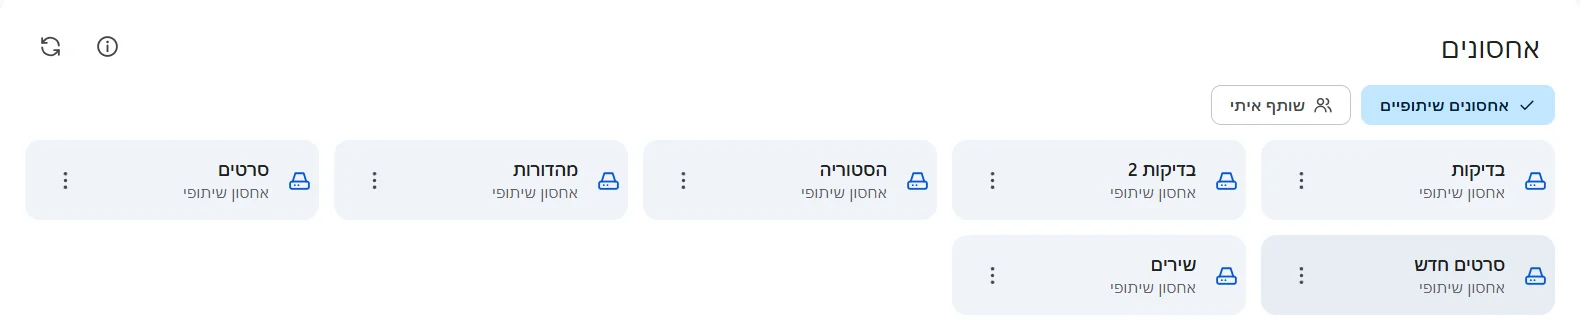 אחסונים
אחסונים שיתופיים
שותף איתי
בדיקות
אחסון שיתופי
בדיקות 2
אחסון שיתופי
הסטוריה
אחסון שיתופי
מהדורות
אחסון שיתופי
סרטים
אחסון שיתופי
סרטים חדש
אחסון שיתופי
שירים
אחסון שיתופי